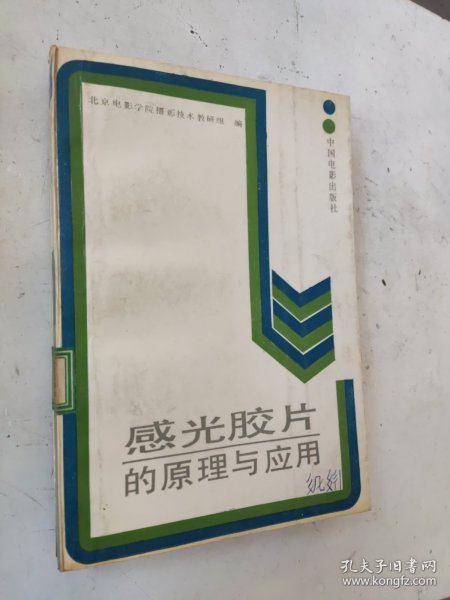 北京电影学院摄影技术教研组 编
中国电影出版社
感光胶片
的原理与应用
孔夫子旧书网
www.kongfz.com